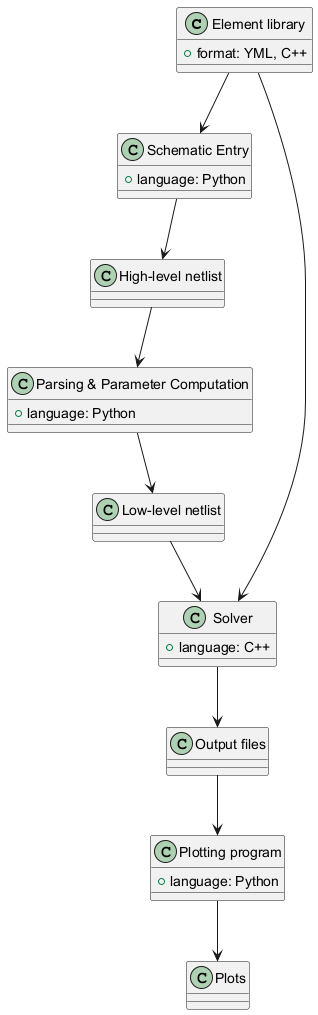 C Element library
format: YML, C++
C Schematic Entry
language: Python
C High-level netlist
C Parsing & Parameter Computation
language: Python
C Low-level netlist
C Solver
language: C++
C Output files
C Plotting program
language: Python
C Plots